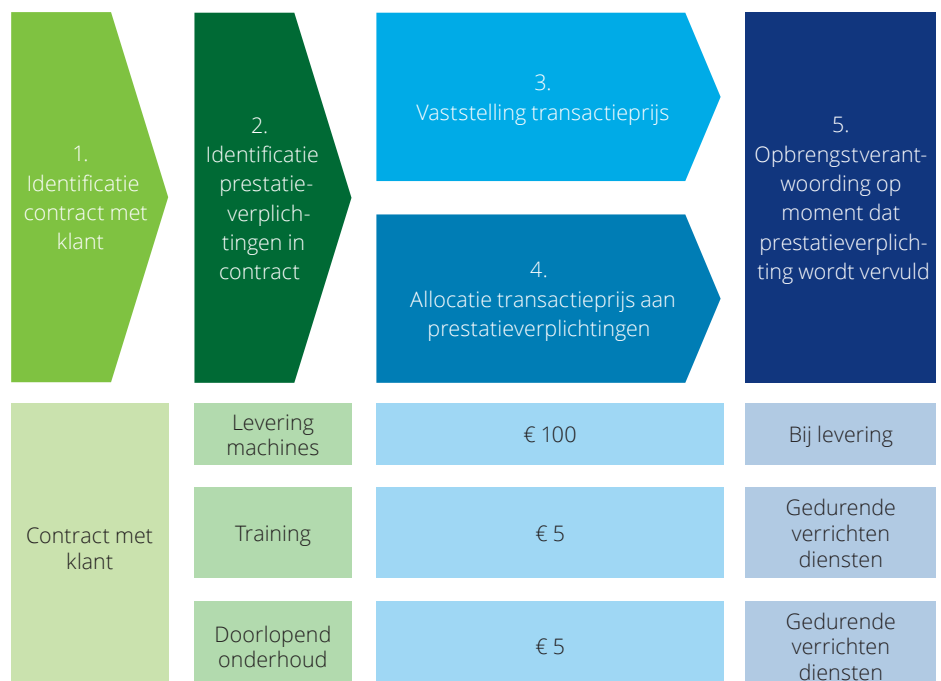 1.
Identificatie
contract met
klant
2.
Identificatie
prestatie-
verplich-
tingen in
contract
3.
Vaststelling transactieprijs
4.
Allocatie transactieprijs aan
prestatieverplichtingen
5.
Opbrengstverant-
woording op
moment dat
prestatieverplich-
ting wordt vervuld
Contract met
klant
Levering
machines
€ 100
Bij levering
Training
€ 5
Gedurende
verrichten
diensten
Doorlopend
onderhoud
€ 5
Gedurende
verrichten
diensten